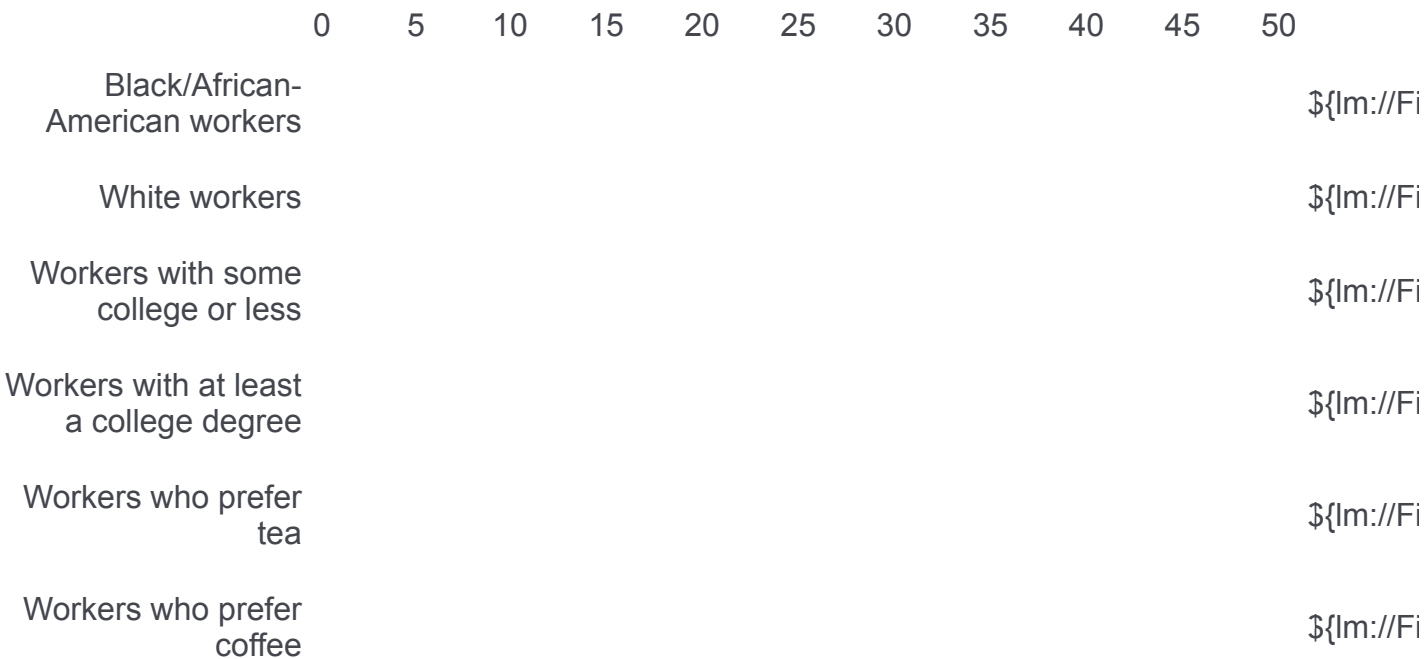 0 5 10 15 20 25 30 35 40 45 50
Black/African-
American workers
${lm://Fi
White workers
${lm://Fi
Workers with some
college or less
${lm://Fi
Workers with at least
a college degree
${lm://Fi
Workers who prefer
tea
${lm://Fi
Workers who prefer
coffee
${lm://Fi